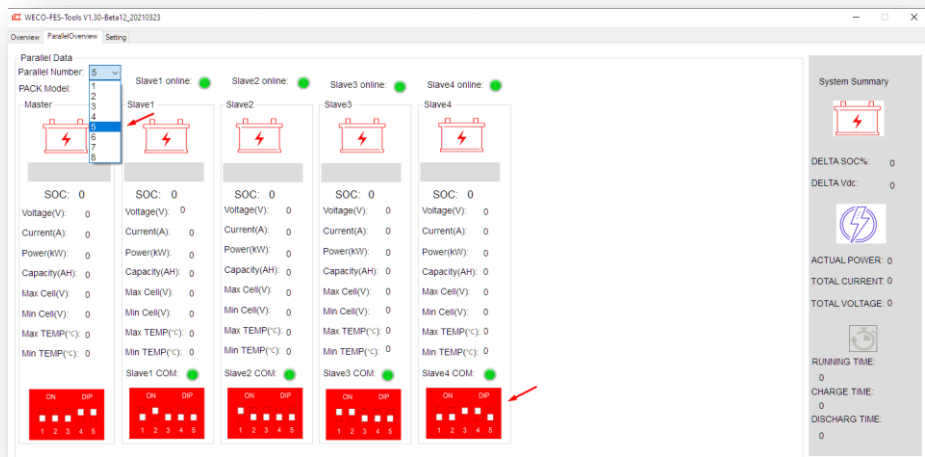 WECO-FES-Tools V1.30-Beta12_20210323
Overview ParallelOverview Setting
Parallel Data
Parallel Number: 5
PACK Model:
1
2
3
4
5
6
7
8
Slave1 online: Slave2 online: Slave3 online: Slave4 online:
Master Slave1 Slave2 Slave3 Slave4
SOC: 0 SOC: 0 SOC: 0 SOC: 0 SOC: 0
Voltage(V): 0 Voltage(V): 0 Voltage(V): 0 Voltage(V): 0 Voltage(V): 0
Current(A): 0 Current(A): 0 Current(A): 0 Current(A): 0 Current(A): 0
Power(kW): 0 Power(kW): 0 Power(kW): 0 Power(kW): 0 Power(kW): 0
Capacity(AH): 0 Capacity(AH): 0 Capacity(AH): 0 Capacity(AH): 0 Capacity(AH): 0
Max Cell(V): 0 Max Cell(V): 0 Max Cell(V): 0 Max Cell(V): 0 Max Cell(V): 0
Min Cell(V): 0 Min Cell(V): 0 Min Cell(V): 0 Min Cell(V): 0 Min Cell(V): 0
Max TEMP(℃): 0 Max TEMP(℃): 0 Max TEMP(℃): 0 Max TEMP(℃): 0 Max TEMP(℃): 0
Min TEMP(℃): 0 Min TEMP(℃): 0 Min TEMP(℃): 0 Min TEMP(℃): 0 Min TEMP(℃): 0
Slave1 COM: Slave2 COM: Slave3 COM: Slave4 COM:
ON DIP ON DIP ON DIP ON DIP ON DIP
1 2 3 4 5 1 2 3 4 5 1 2 3 4 5 1 2 3 4 5 1 2 3 4 5
System Summary
DELTA SOC%: 0
DELTA Vdc: 0
ACTUAL POWER: 0
TOTAL CURRENT: 0
TOTAL VOLTAGE: 0
RUNNING TIME:
0
CHARGE TIME:
0
DISCHARG TIME:
0